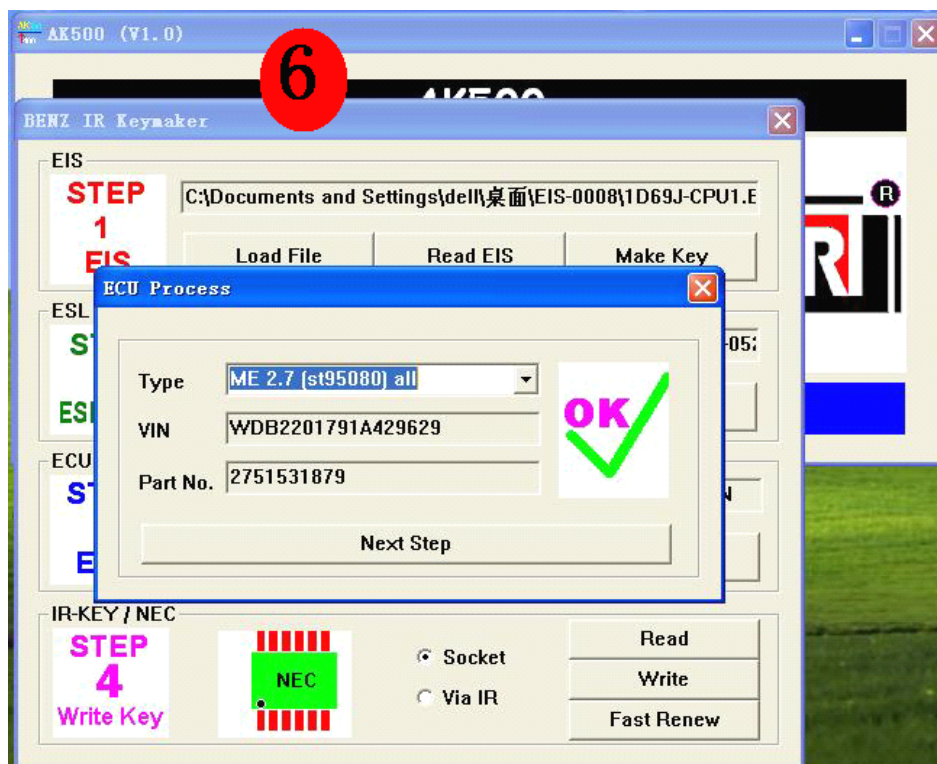 AK500 (V1.0)
6
AK500
BENZ IR Keymaker
EIS
STEP
1
EIS
C:\Documents and Settings\dell\桌面\EIS-0008\1D69J-CPU1.E
Load File
Read EIS
Make Key
®
ECU Process
ESL
Type
ME 2.7 (st95080) all
VIN
WDB2201791A429629
Part No.
2751531879
OK
Next Step
ECU
IR-KEY / NEC
STEP
4
Write Key
NEC
Socket
Via IR
Read
Write
Fast Renew